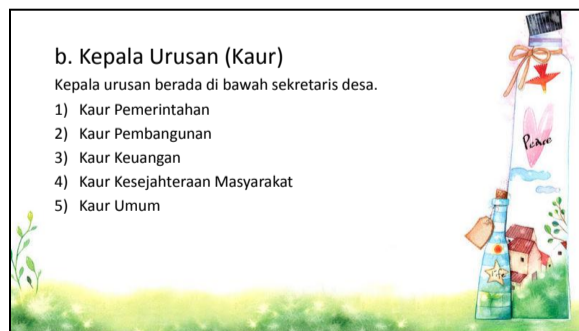 b. Kepala Urusan (Kaur)
Kepala urusan berada di bawah sekretaris desa.
1) Kaur Pemerintahan
2) Kaur Pembangunan
3) Kaur Keuangan
4) Kaur Kesejahteraan Masyarakat
5) Kaur Umum
Peace